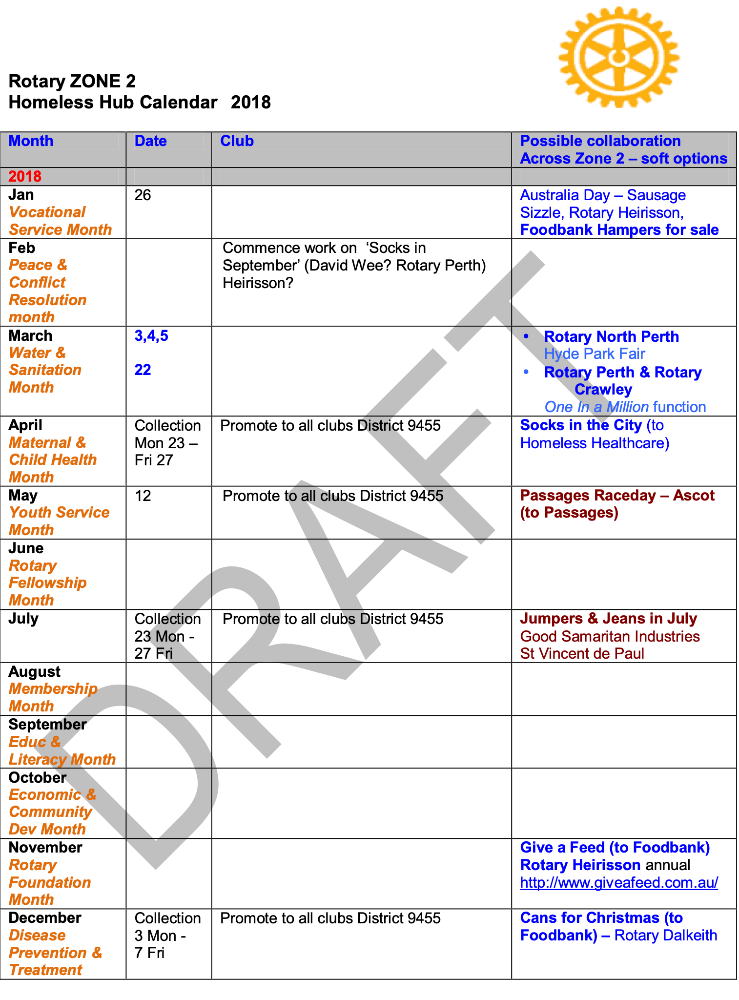 Rotary ZONE 2
Homeless Hub Calendar 2018
Month
Date
Club
Possible collaboration
Across Zone 2 – soft options
2018
Jan
Vocational
Service Month
26
Australia Day – Sausage
Sizzle, Rotary Heirisson,
Foodbank Hampers for sale
Feb
Peace &
Conflict
Resolution
month
Commence work on ‘Socks in
September’ (David Wee? Rotary Perth)
Heirisson?
March
Water &
Sanitation
Month
3,4,5
22
• Rotary North Perth
Hyde Park Fair
• Rotary Perth & Rotary
Crawley
One In a Million function
April
Maternal &
Child Health
Month
Collection
Mon 23 –
Fri 27
Promote to all clubs District 9455
Socks in the City (to
Homeless Healthcare)
May
Youth Service
Month
12
Promote to all clubs District 9455
Passages Raceday – Ascot
(to Passages)
June
Rotary
Fellowship
Month
July
Collection
23 Mon -
27 Fri
Promote to all clubs District 9455
Jumpers & Jeans in July
Good Samaritan Industries
St Vincent de Paul
August
Membership
Month
September
Educ &
Literacy Month
October
Economic &
Community
Dev Month
November
Rotary
Foundation
Month
Give a Feed (to Foodbank)
Rotary Heirisson annual
http://www.giveafeed.com.au/
December
Disease
Prevention &
Treatment
Collection
3 Mon -
7 Fri
Promote to all clubs District 9455
Cans for Christmas (to
Foodbank) – Rotary Dalkeith
DRAFT